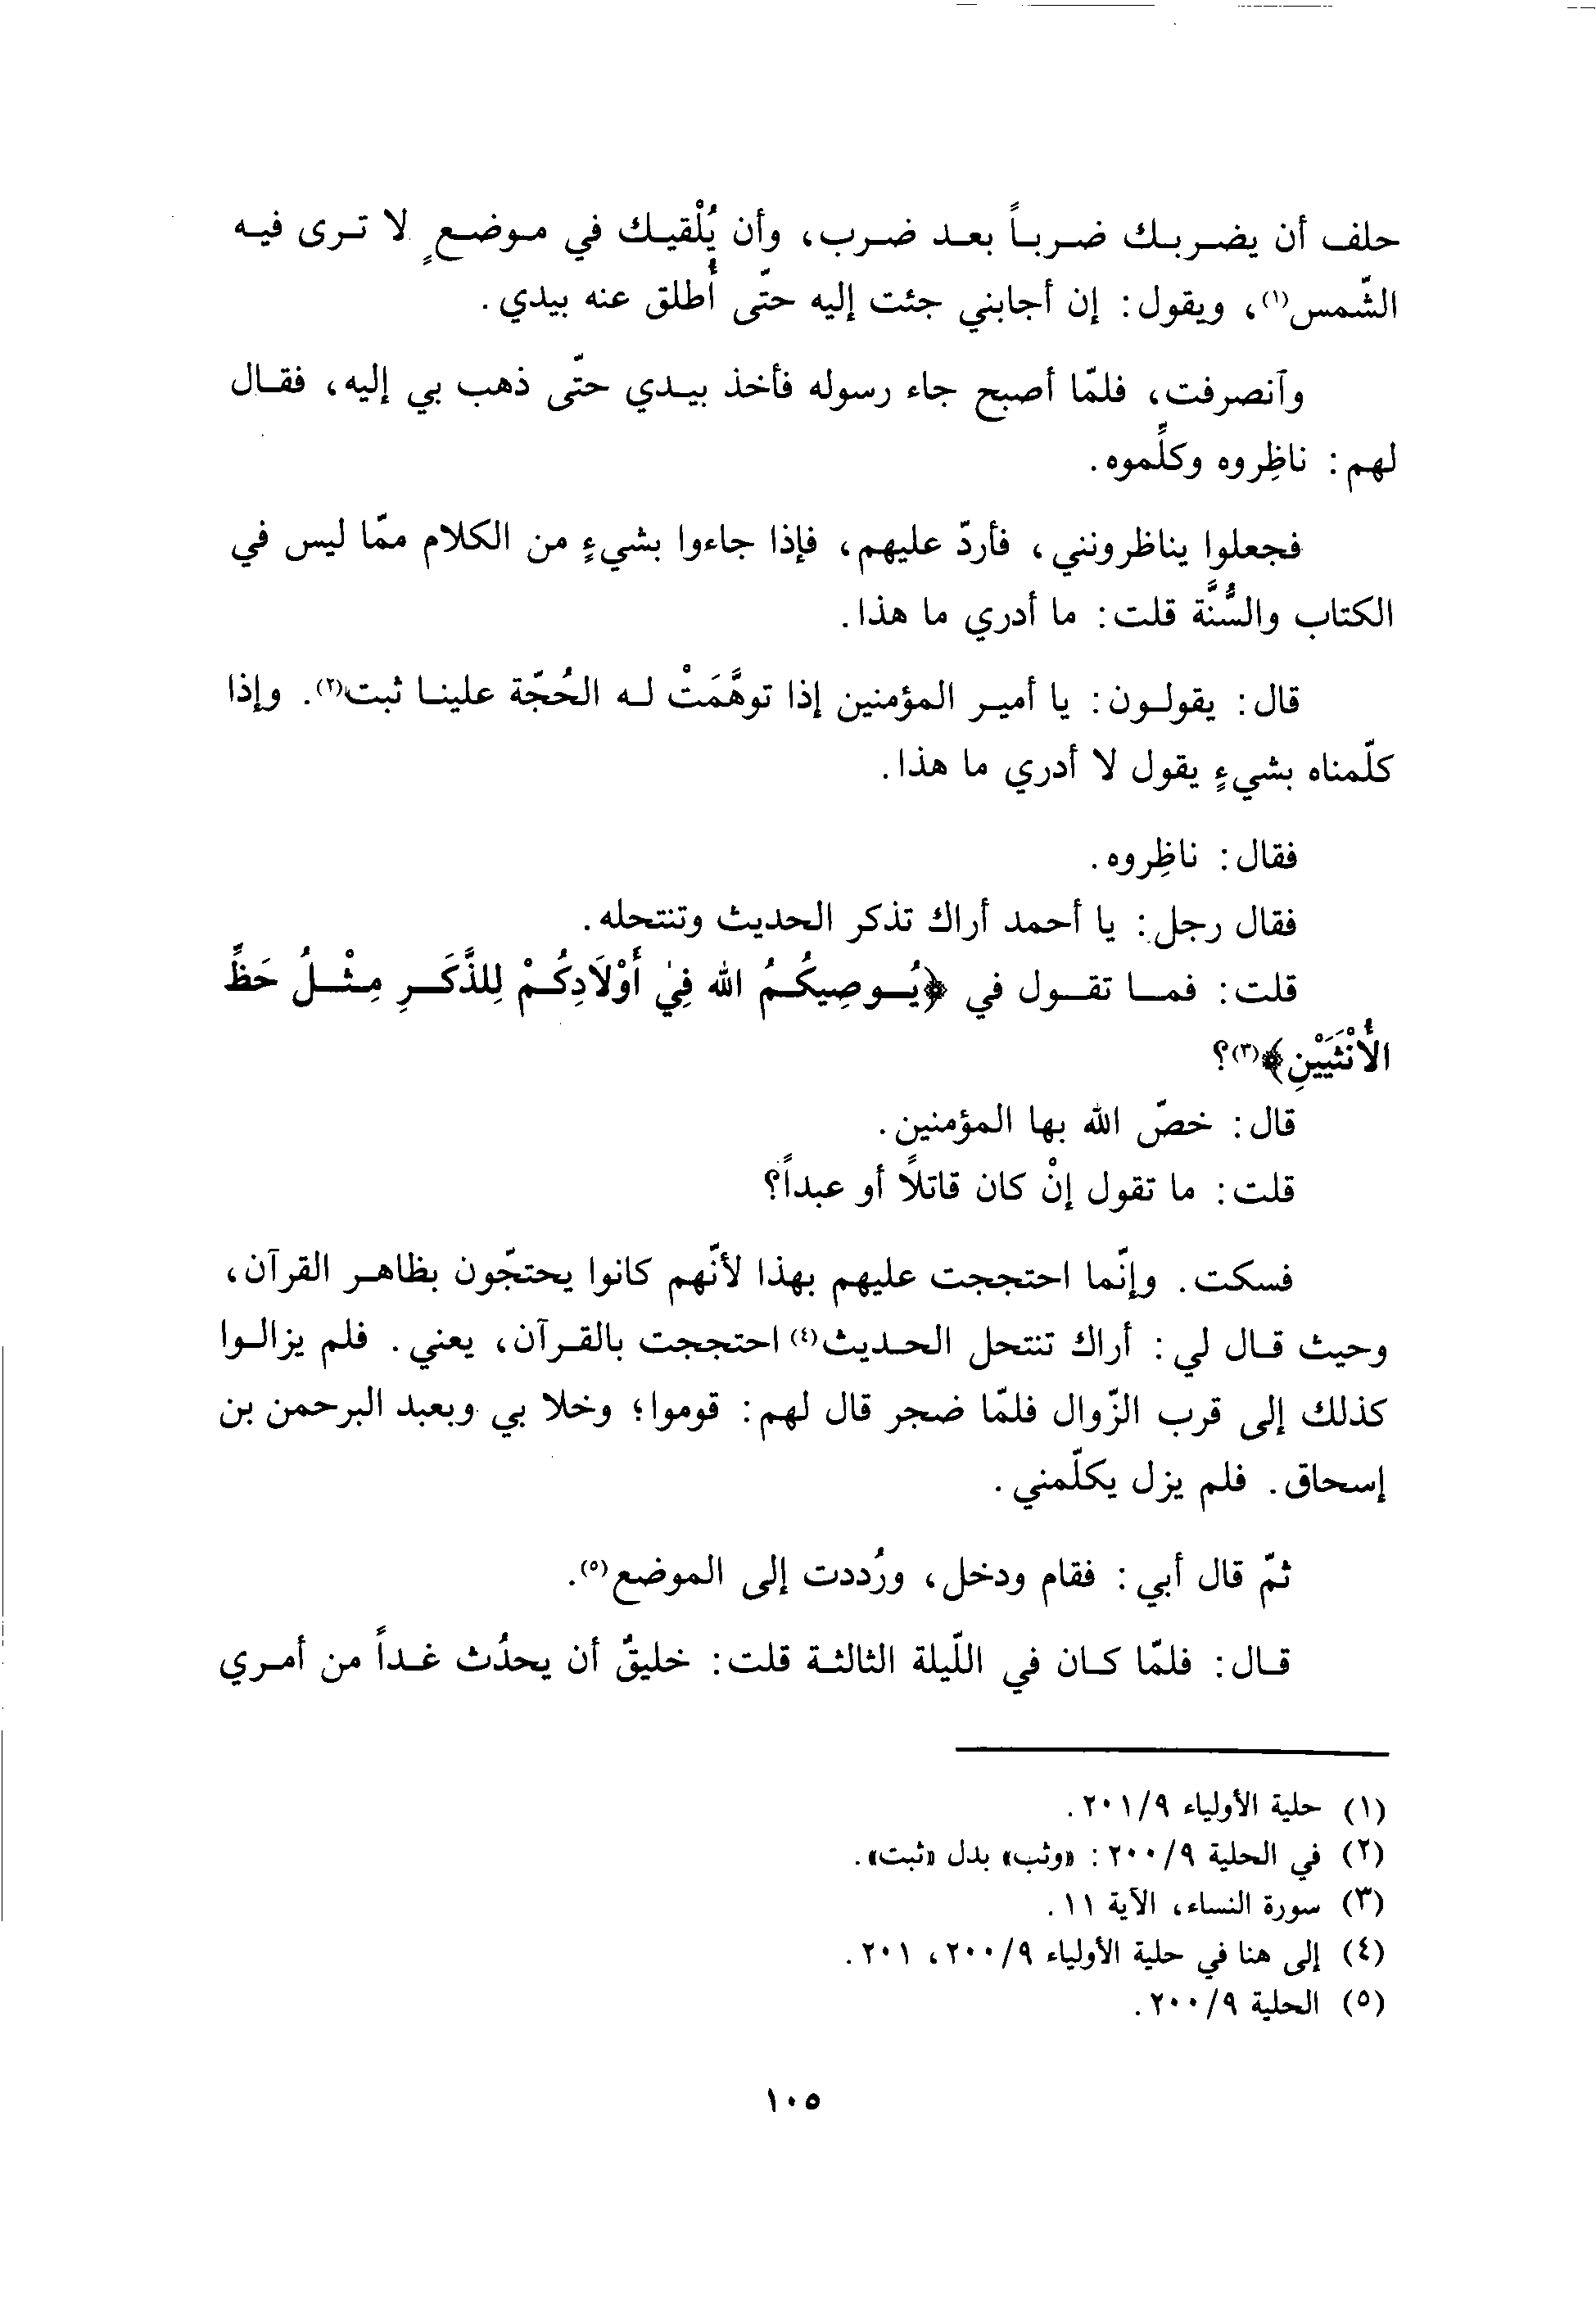 حلف أن يضربك ضرباً بعد ضرب، وأن يُلْقيك في موضعٍ لا ترى فيه
الشّمس(١)، ويقول: إن أجابني جئت إليه حتّى أُطلق عنه بيدي.
وآنصرفت، فلمّا أصبح جاء رسوله فأخذ بيدي حتّى ذهب بي إليه، فقال
لهم: ناظِروه وكلِّموه.
فجعلوا يناظرونني، فأردّ عليهم، فإذا جاءوا بشيءٍ من الكلام ممّا ليس في
الكتاب والسُّنَّة قلت: ما أدري ما هذا.
قال: يقولون: يا أمير المؤمنين إذا توهَّمَتْ له الحُجّة علينا ثبت(٢). وإذا
كلّمناه بشيءٍ يقول لا أدري ما هذا.
فقال: ناظِروه.
فقال رجل: يا أحمد أراك تذكر الحديث وتنتحله.
قلت: فما تقول في ﴿يُوصِيكُمُ الله فِيْ أَوْلَادِكُمْ لِلذَّكَرِ مِثْلُ حَظِّ
الأُنْثَيَيْنِ﴾(٣)؟
قال: خصّ الله بها المؤمنين.
قلت: ما تقول إنْ كان قاتلًا أو عبداً؟
فسكت. وإنّما احتججت عليهم بهذا لأنّهم كانوا يحتجّون بظاهر القرآن،
وحيث قال لي: أراك تنتحل الحديث(٤) احتججت بالقرآن، يعني. فلم يزالوا
كذلك إلى قرب الزّوال فلمّا ضجر قال لهم: قوموا؛ وخلا بي وبعبد البرحمن بن
إسحاق. فلم يزل يكلّمني.
ثمّ قال أبي: فقام ودخل، ورُددت إلى الموضع(٥).
قال: فلمّا كان في اللّيلة الثالثة قلت: خليقٌ أن يحدُث غداً من أمري
(١) حلية الأولياء ٢٠١/٩.
(٢) في الحلية ٢٠٠/٩: «وثب» بدل «ثبت».
(٣) سورة النساء، الآية ١١.
(٤) إلى هنا في حلية الأولياء ٢٠٠/٩، ٢٠١.
(٥) الحلية ٢٠٠/٩.
١٠٥